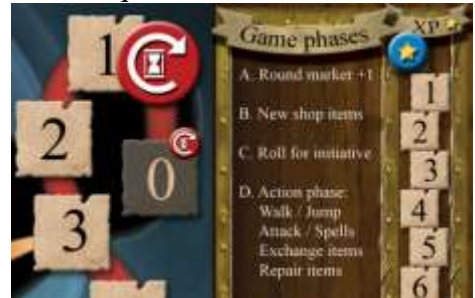 1
2
0
3
Game phases
A. Round marker +1
B. New shop items
C. Roll for initiative
D. Action phase:
Walk / Jump
Attack / Spells
Exchange items
Repair items
XP
1
2
3
4
5
6